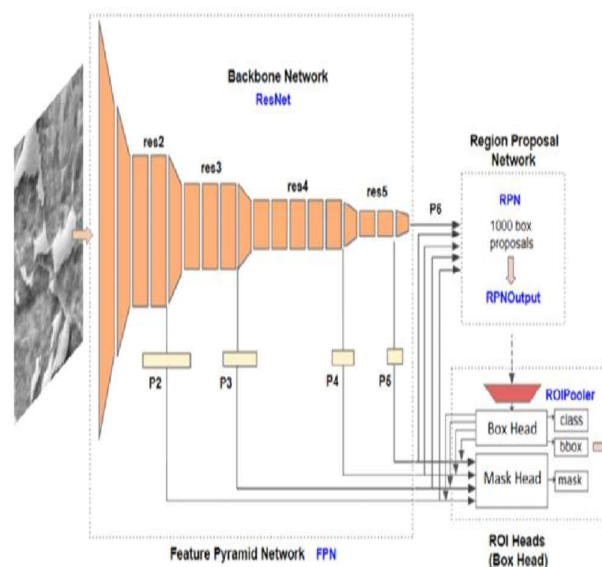 Backbone Network
ResNet
res2
res3
res4
res5
P6
Region Proposal
Network
RPN
1000 box
proposals
RPNOutput
P2
P3
P4
P5
ROIPooler
Box Head
class
bbox
Mask Head
mask
Feature Pyramid Network FPN
ROI Heads
(Box Head)